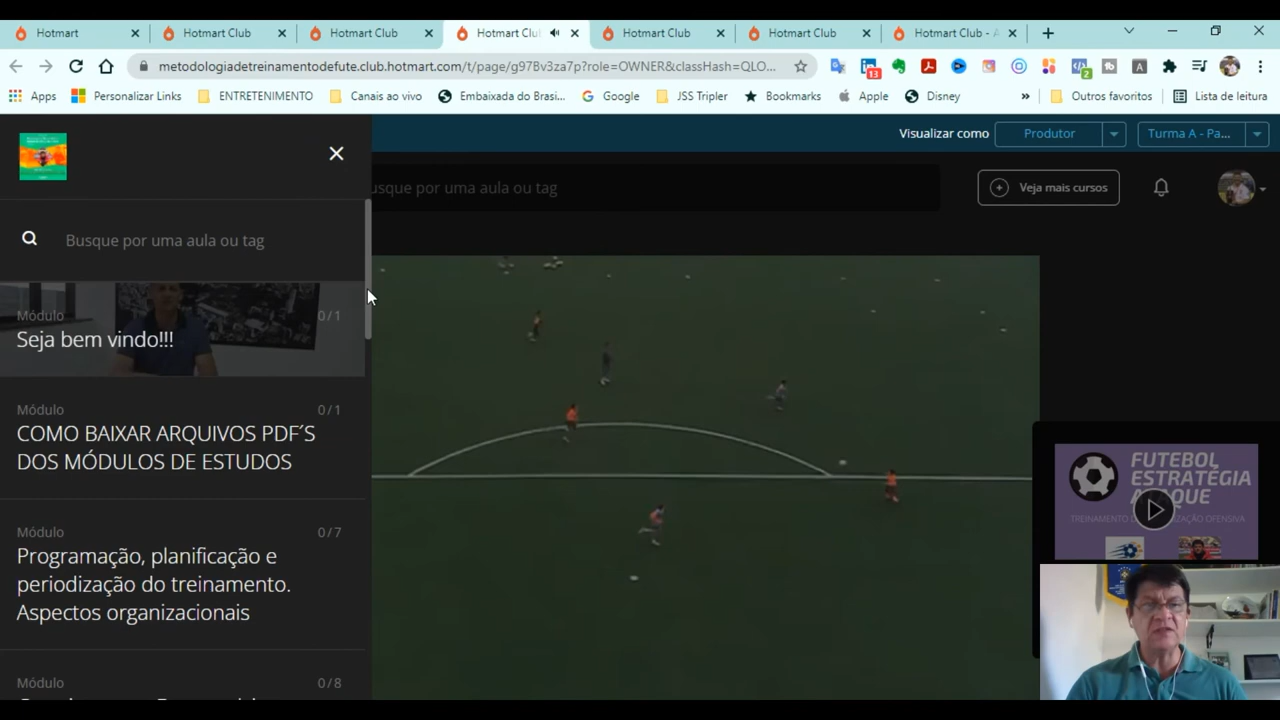 Hotmart
Hotmart Club
Hotmart Club
Hotmart Clu
Hotmart Club
Hotmart Club
Hotmart Club - A
metodologiadetreinamentodefute.club.hotmart.com/t/page/g97Bv3za7p?role=OWNER&classHash=QLO...
13
2
Apps
Personalizar Links
ENTRETENIMENTO
Canais ao vivo
Embaixada do Brasi...
Google
JSS Tripler
Bookmarks
Apple
Disney
»
Outros favoritos
Lista de leitura
Visualizar como
Produtor
Turma A - Pa...
usque por uma aula ou tag
Veja mais cursos
Busque por uma aula ou tag
Módulo
0/1
Seja bem vindo!!!
Módulo
0/1
COMO BAIXAR ARQUIVOS PDF´S
DOS MÓDULOS DE ESTUDOS
Módulo
0/7
Programação, planificação e
periodização do treinamento.
Aspectos organizacionais
Módulo
0/8
FUTEBOL
ESTRATÉGIA